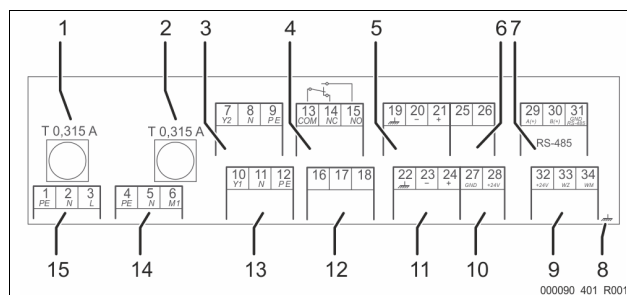 1 2 3 4 5 6 7
T 0,315 A T 0,315 A
7 8 9 13 14 15 19 20 21 25 26 29 30 31
Y2 N PE COM NC NO − + A(+) B(+) GND RS-485
RS-485
10 11 12 16 17 18 22 23 24 27 28 32 33 34
Y1 N PE − + GND +24V +24V WZ WM
1 2 3 4 5 6
PE N L PE N M1
15 14 13 12 11 10 9 8
000090_401_R001